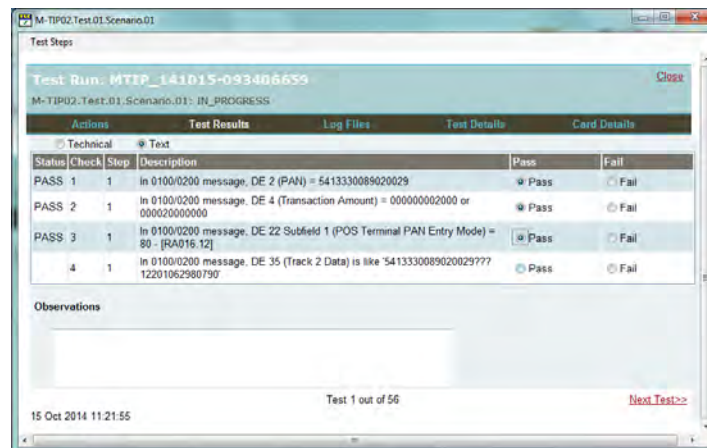 M-TIP02.Test.01.Scenario.01
Test Steps
Test Run: MTIP_141015-093406659
Close
M-TIP02.Test.01.Scenario.01: IN_PROGRESS
Actions Test Results Log Files Test Details Card Details
Technical Text
Status Check Step Description Pass Fail
PASS 1 1 In 0100/0200 message, DE 2 (PAN) = 5413330089020029 Pass Fail
PASS 2 1 In 0100/0200 message, DE 4 (Transaction Amount) = 000000002000 or
000020000000 Pass Fail
PASS 3 1 In 0100/0200 message, DE 22 Subfield 1 (POS Terminal PAN Entry Mode) =
80 - [RA016.12] Pass Fail
4 1 In 0100/0200 message, DE 35 (Track 2 Data) is like '5413330089020029???
12201062980790' Pass Fail
Observations
Test 1 out of 56
Next Test>>
15 Oct 2014 11:21:55